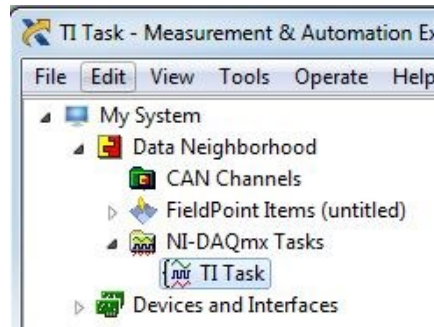 TI Task - Measurement & Automation Ex
File Edit View Tools Operate Help
My System
Data Neighborhood
CAN Channels
FieldPoint Items (untitled)
NI-DAQmx Tasks
TI Task
Devices and Interfaces